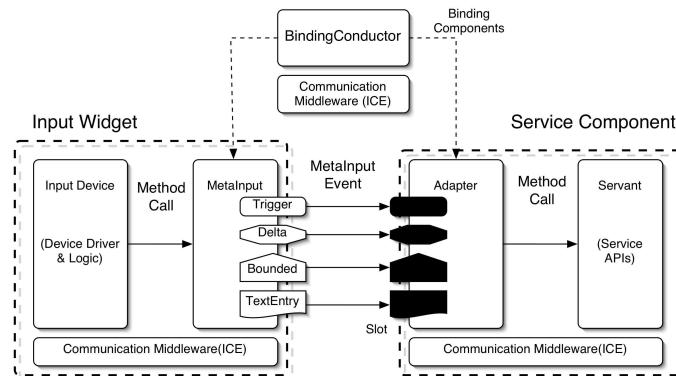 BindingConductor
Binding
Components
Communication
Middleware (ICE)
Input Widget
Service Component
Input Device
(Device Driver
& Logic)
Method
Call
MetaInput
Trigger
Delta
Bounded
TextEntry
MetaInput
Event
Slot
Adapter
Method
Call
Servant
(Service
APIs)
Communication Middleware(ICE)
Communication Middleware(ICE)